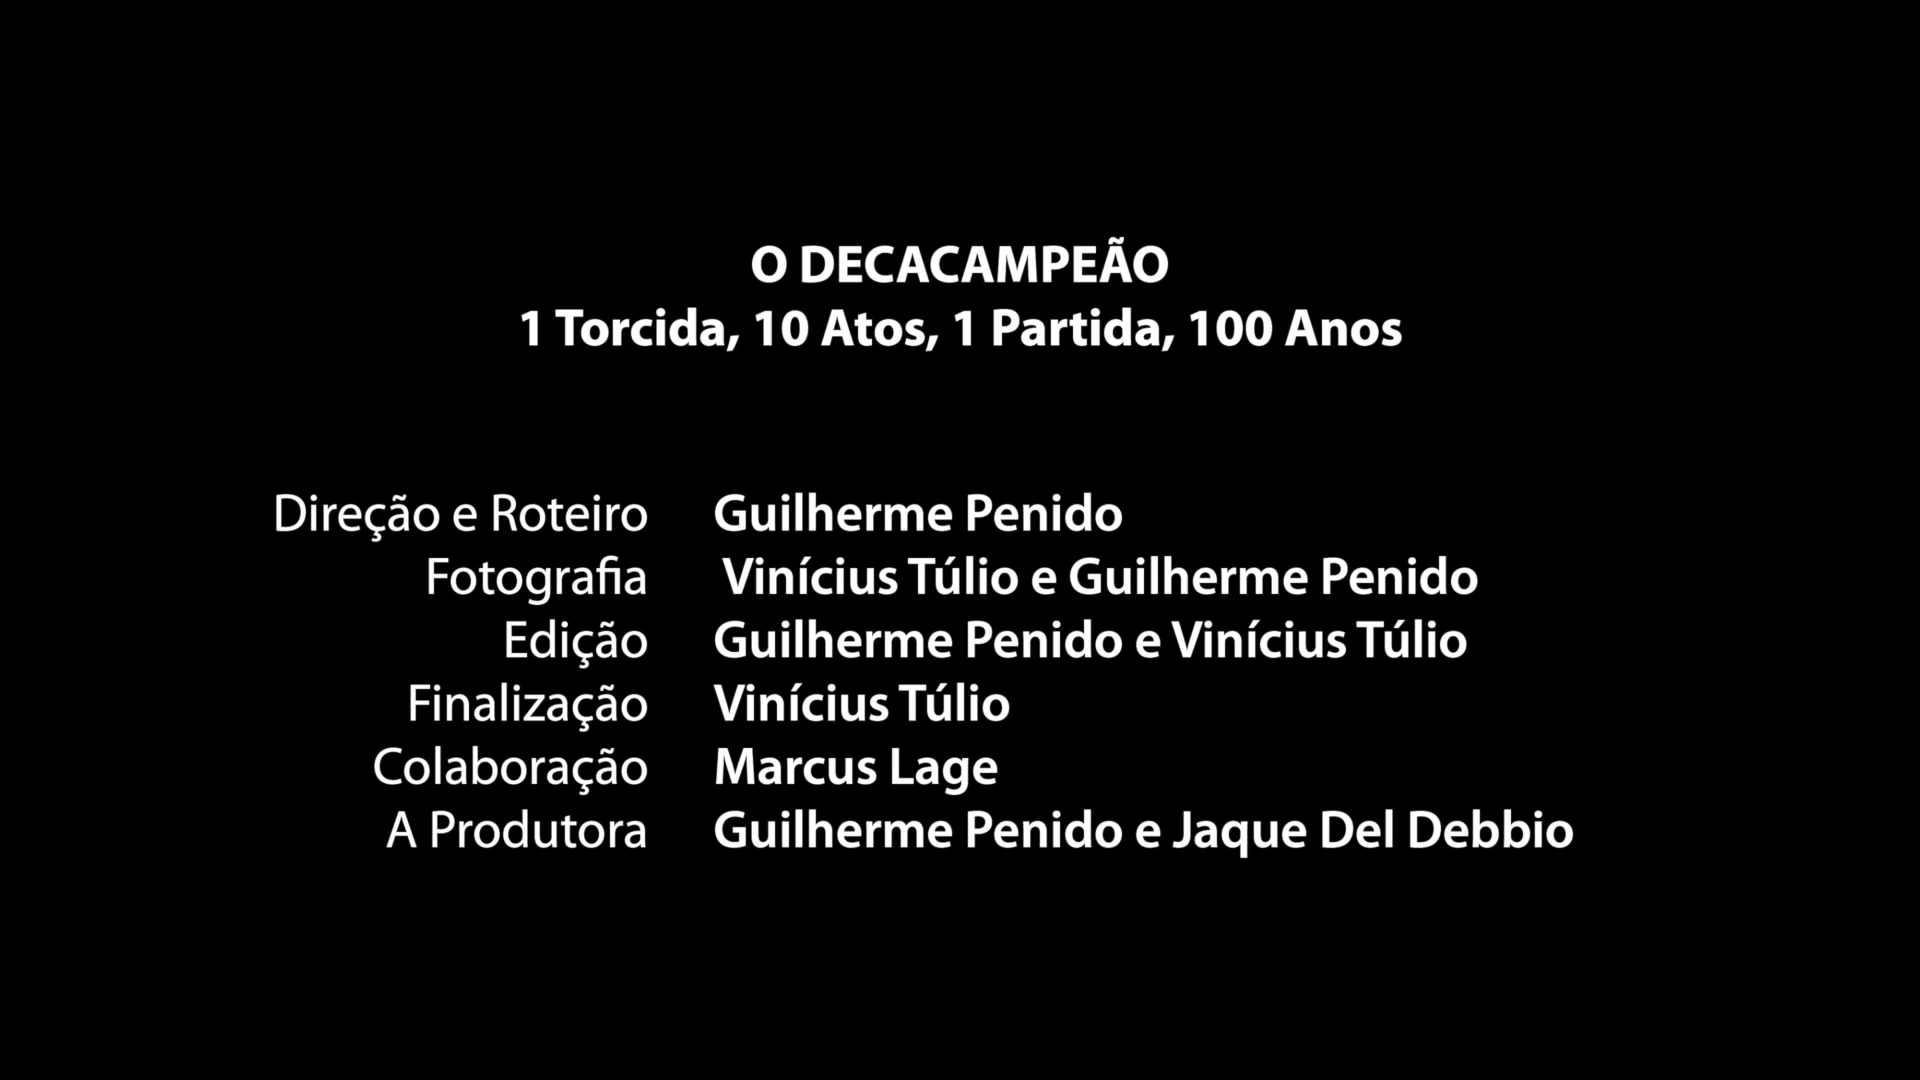 O DECACAMPEÃO
1 Torcida, 10 Atos, 1 Partida, 100 Anos
Direção e Roteiro Guilherme Penido
Fotografia Vinícius Túlio e Guilherme Penido
Edição Guilherme Penido e Vinícius Túlio
Finalização Vinícius Túlio
Colaboração Marcus Lage
A Produtora Guilherme Penido e Jaque Del Debbio